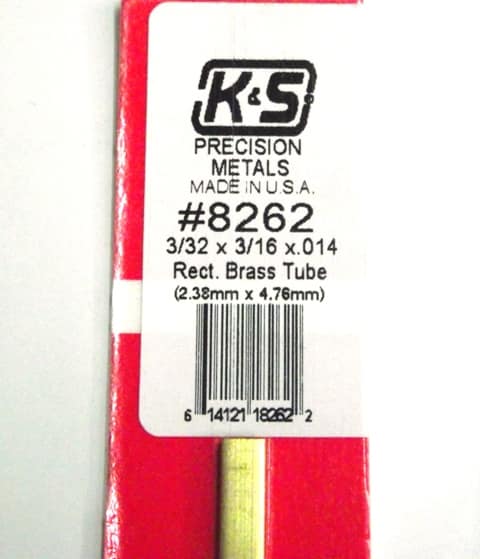 K&S®
PRECISION
METALS
MADE IN U.S.A.
#8262
3/32 x 3/16 x.014
Rect. Brass Tube
(2.38mm x 4.76mm)
6 14121 18262 2